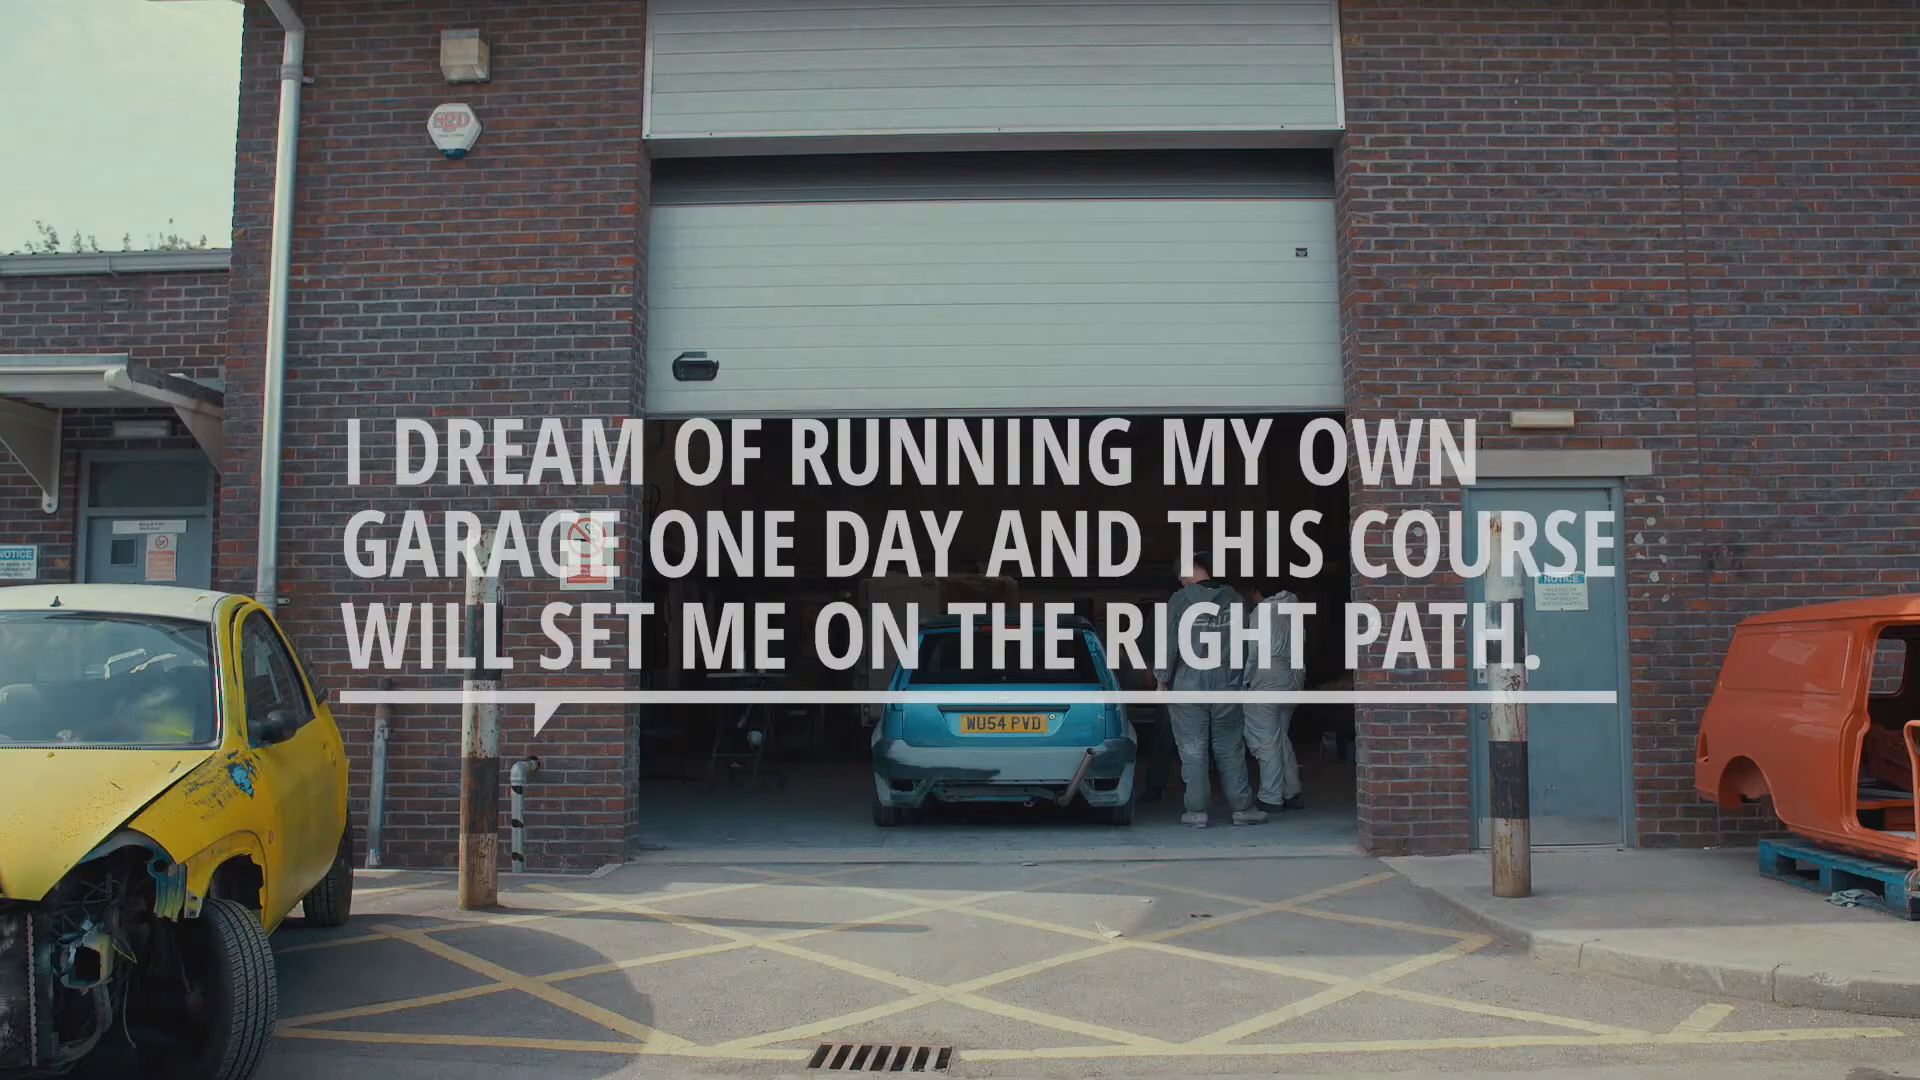 SQD
I DREAM OF RUNNING MY OWN
GARAGE ONE DAY AND THIS COURSE
WILL SET ME ON THE RIGHT PATH.
NOTICE
NOTICE
WU54 PVD